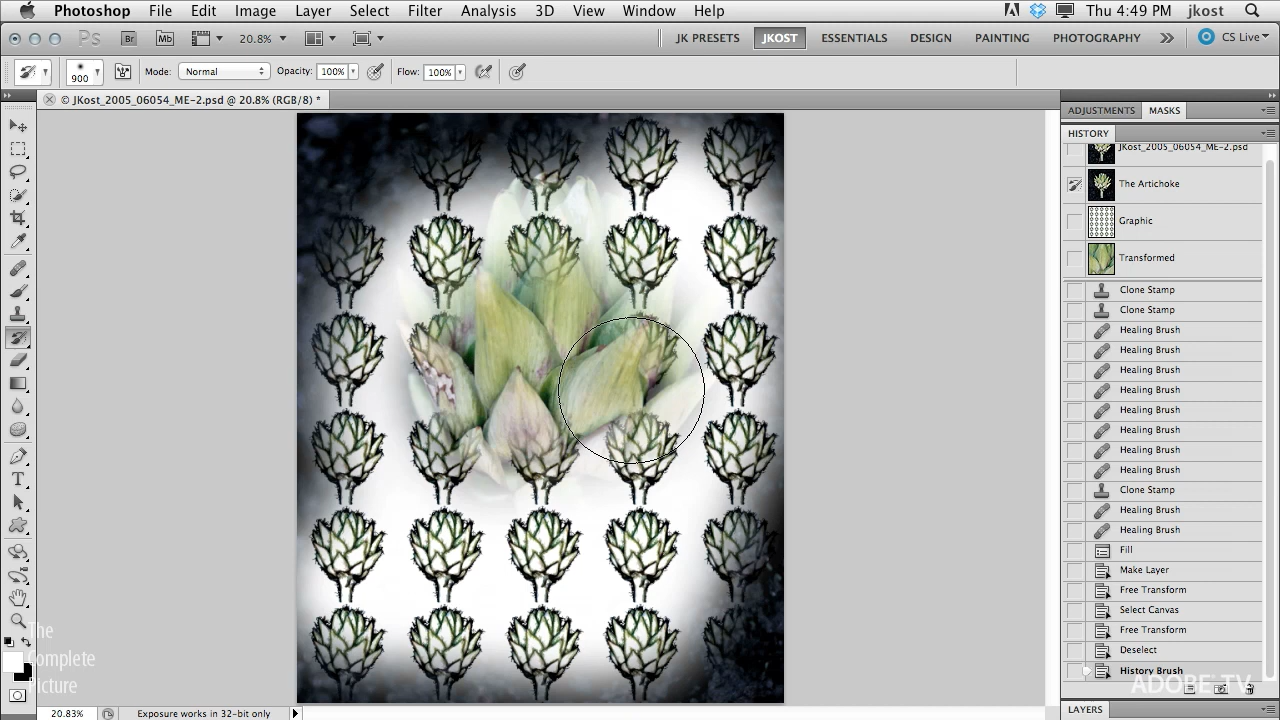 Photoshop File Edit Image Layer Select Filter Analysis 3D View Window Help Thu 4:49 PM jkost
Ps Br Mb 20.8% JK PRESETS JKOST ESSENTIALS DESIGN PAINTING PHOTOGRAPHY CS Live
900 Mode: Normal Opacity: 100% Flow: 100%
© JKost_2005_06054_ME-2.psd @ 20.8% (RGB/8) *
ADJUSTMENTS MASKS
HISTORY
JKost_2005_06054_ME-2.psd
The Artichoke
Graphic
Transformed
Clone Stamp
Clone Stamp
Healing Brush
Healing Brush
Healing Brush
Healing Brush
Healing Brush
Healing Brush
Healing Brush
Healing Brush
Clone Stamp
Healing Brush
Healing Brush
Fill
Make Layer
Free Transform
Select Canvas
Free Transform
Deselect
History Brush
The
Complete
Picture
ADOBE TV
LAYERS
20.83% Exposure works in 32-bit only